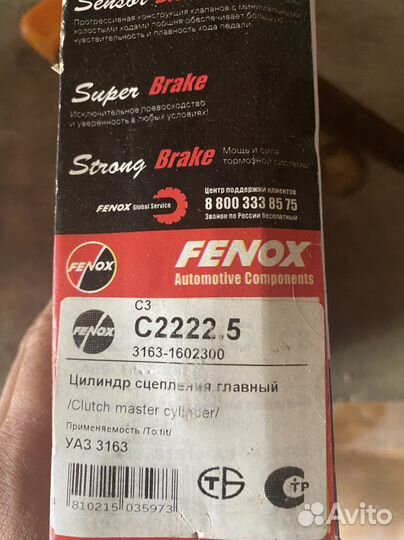 Sensor
Прогрессивная конструкция клапанов с минимальными
холостыми ходами поршня обеспечивает большую
чувствительность и плавность хода педали.
Super Brake
Исключительное превосходство
и уверенность в любых условиях!
Strong Brake
Мощь и сила
тормозной системы
FENOX Global Service
Центр поддержки клиентов
8 800 333 85 75
Звонок по России бесплатный
FENOX
FENOX
Automotive Components
C3
FENOX
C2222.5
3163-1602300
Цилиндр сцепления главный
/Clutch master cylinder/
Применяемость /To fit/
УАЗ 3163
4 810215 035973
ТБ
С ТР
Avito